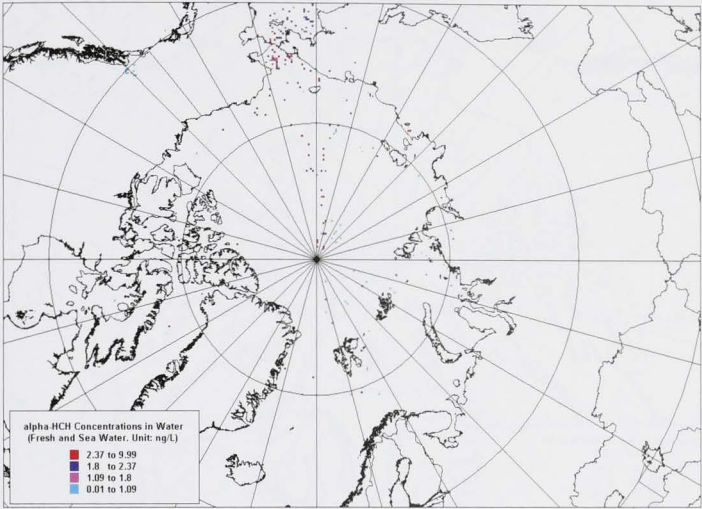 alpha-HCH Concentrations in Water
(Fresh and Sea Water. Unit: ng/L)
2.37 to 9.99
1.8 to 2.37
1.09 to 1.8
0.01 to 1.09